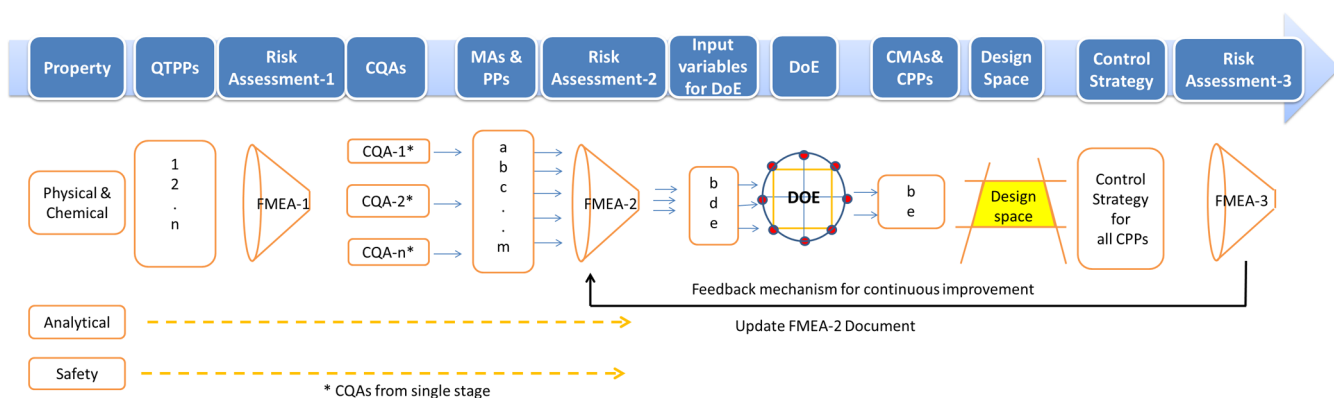 Property
QTPPs
Risk
Assessment-1
CQAs
MAs &
PPs
Risk
Assessment-2
Input
variables
for DoE
DoE
CMAs&
CPPs
Design
Space
Control
Strategy
Risk
Assessment-3
Physical &
Chemical
1
2
.
n
FMEA-1
CQA-1*
CQA-2*
CQA-n*
a
b
c
.
.
m
FMEA-2
b
d
e
DOE
b
e
Design
space
Control
Strategy
for
all CPPs
FMEA-3
Feedback mechanism for continuous improvement
Update FMEA-2 Document
Analytical
Safety
* CQAs from single stage